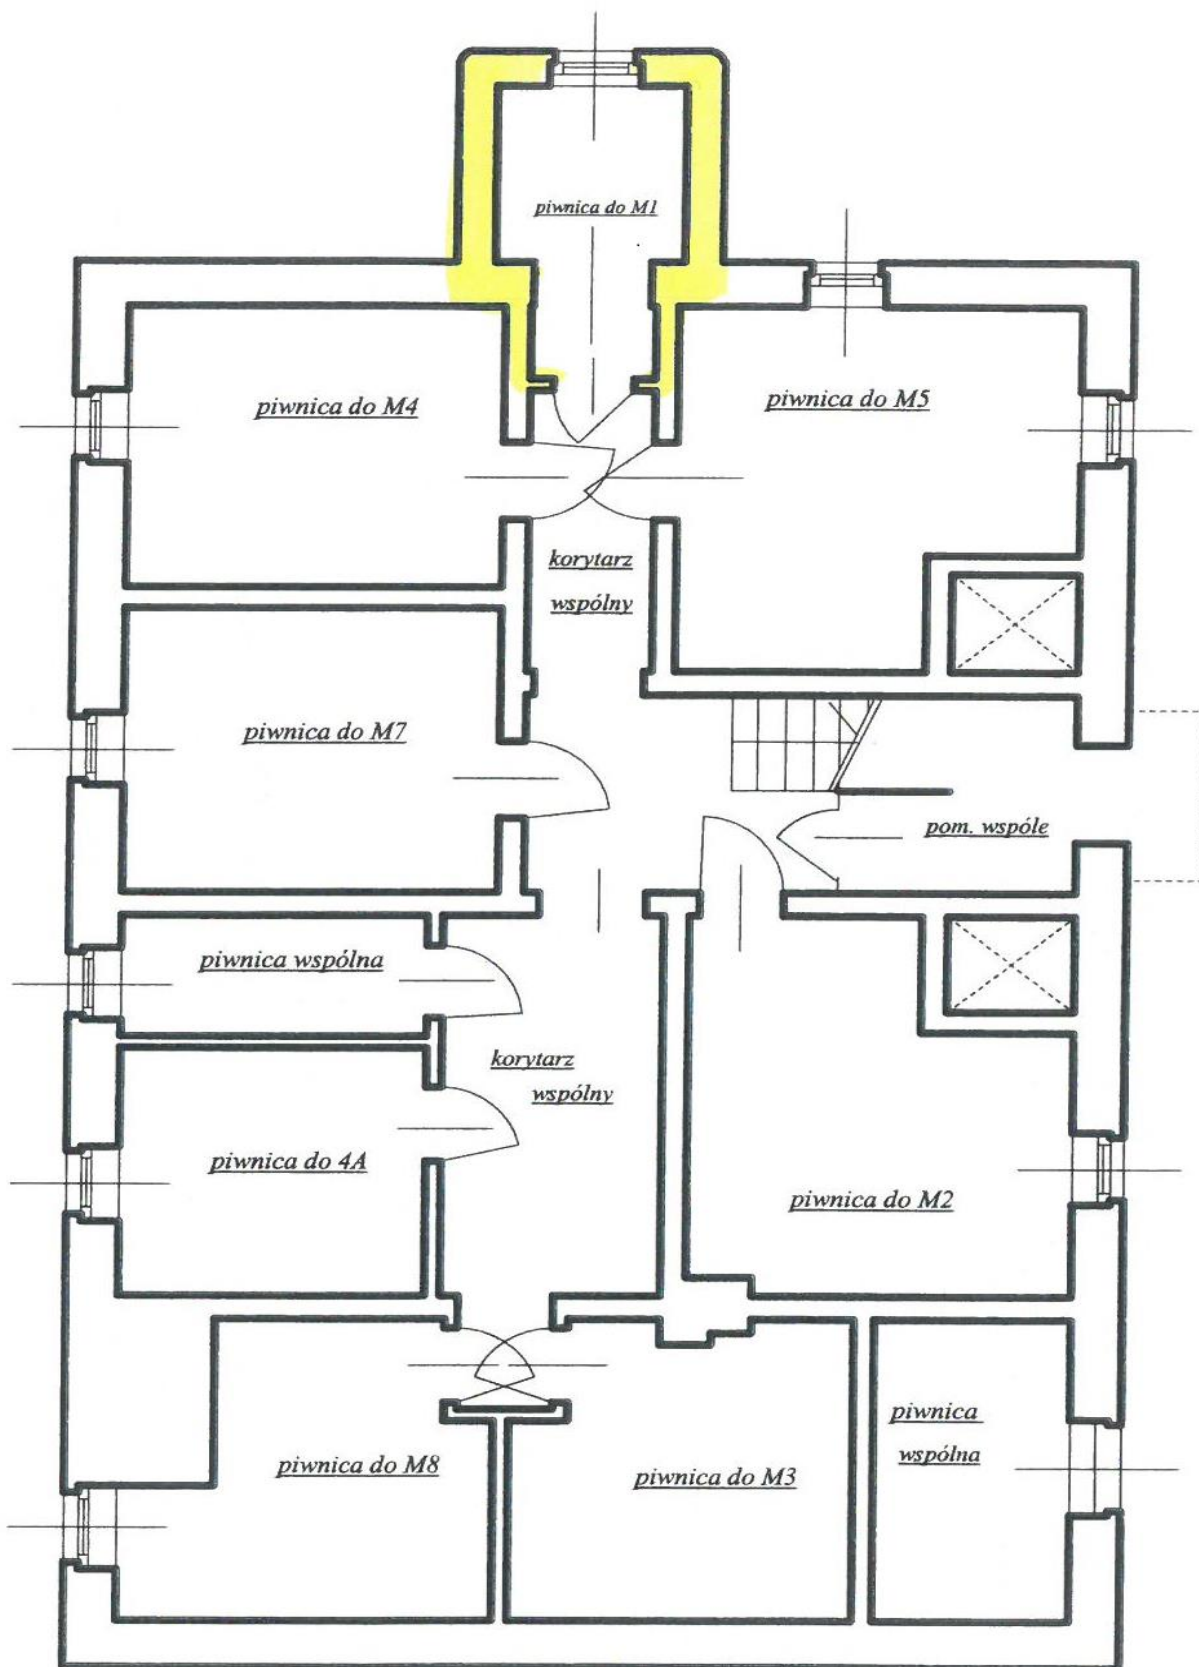 piwnica do M1
piwnica do M4
piwnica do M5
korytarz
wspólny
piwnica do M7
pom. wspóle
piwnica wspólna
korytarz
wspólny
piwnica do 4A
piwnica do M2
piwnica
wspólna
piwnica do M8
piwnica do M3